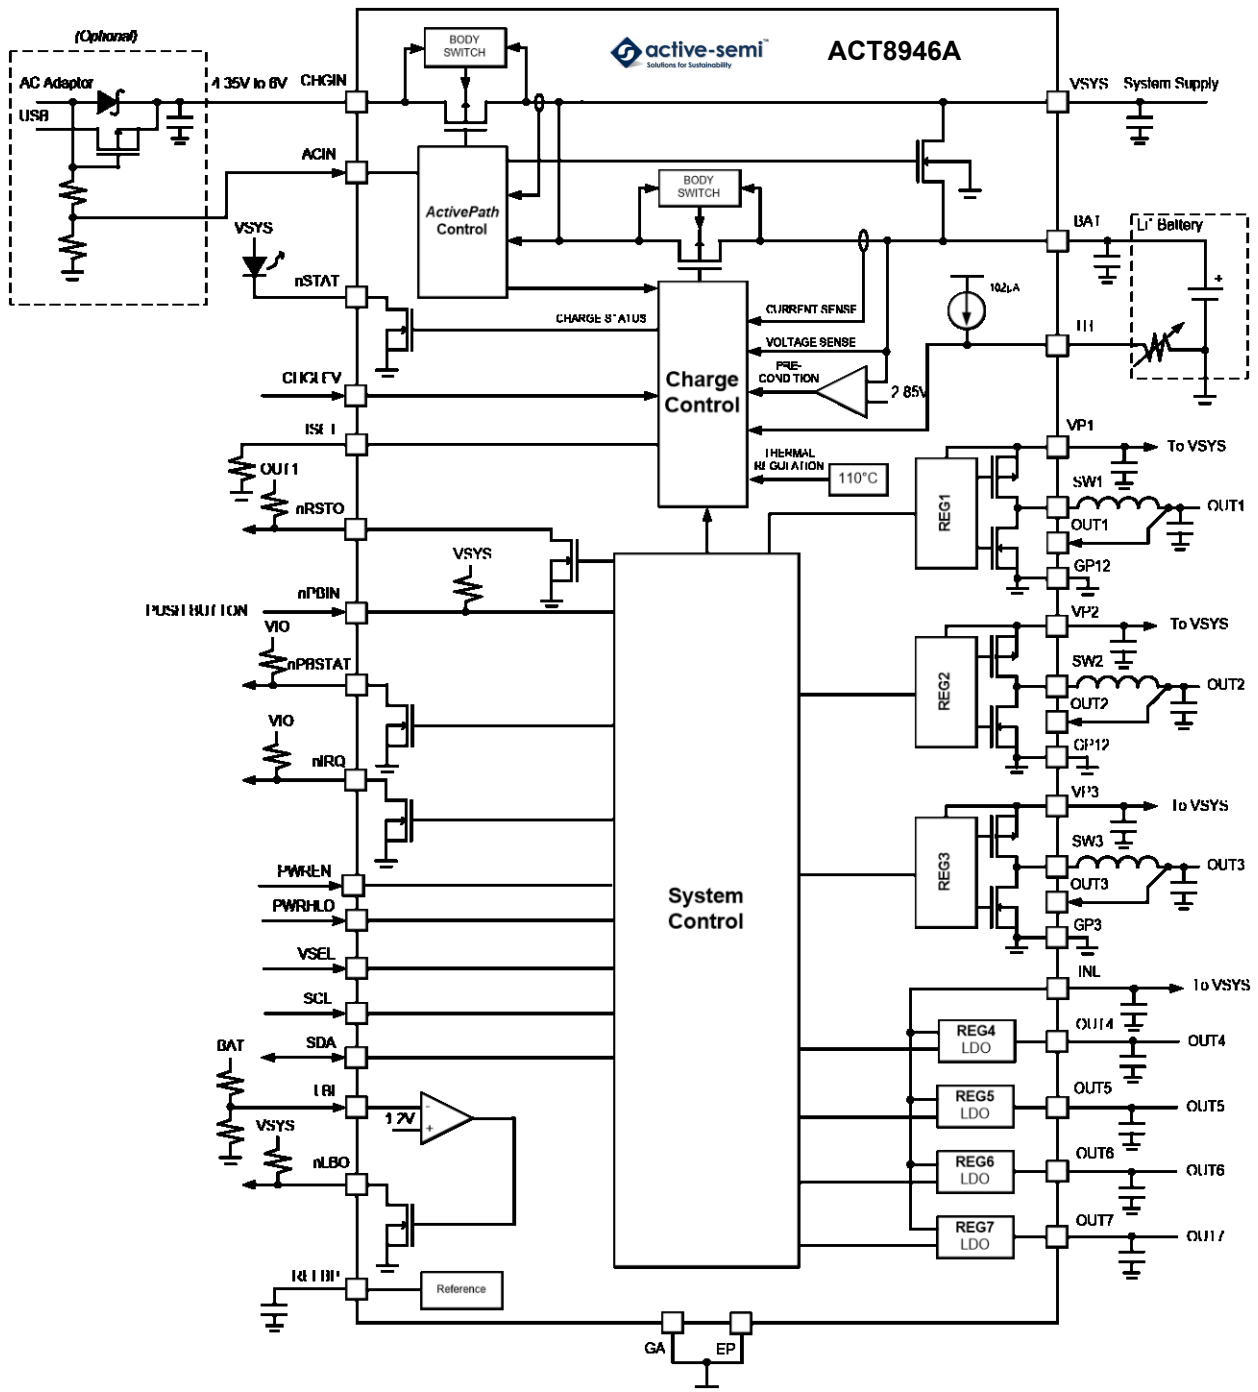 (Optional)
AC Adaptor
USB
4.35V to 6V
CHGIN
BODY
SWITCH
active-semi™
Solutions for Sustainability
ACT8946A
VSYS
System Supply
ACIN
ActivePath
Control
BODY
SWITCH
VSYS
nSTAT
BAT
Li+ Battery
+
102µA
TH
CHARGE STATUS
CURRENT SENSE
VOLTAGE SENSE
PRE-
CONDITION
2.85V
Charge
Control
CHGLEV
ISET
THERMAL
REGULATION
110°C
OUT1
nRSTO
VSYS
nPBIN
PUSH BUTTON
VIO
nPBSTAT
VIO
nIRQ
VP1
To VSYS
REG1
SW1
OUT1
OUT1
GP12
VP2
To VSYS
REG2
SW2
OUT2
OUT2
GP12
VP3
To VSYS
REG3
SW3
OUT3
OUT3
GP3
System
Control
PWREN
PWRHLD
VSEL
SCL
SDA
BAT
LBI
1.2V
-
+
VSYS
nLBO
REFBP
Reference
INL
To VSYS
REG4
LDO
OUT4
OUT4
REG5
LDO
OUT5
OUT5
REG6
LDO
OUT6
OUT6
REG7
LDO
OUT7
OUT7
GA
EP